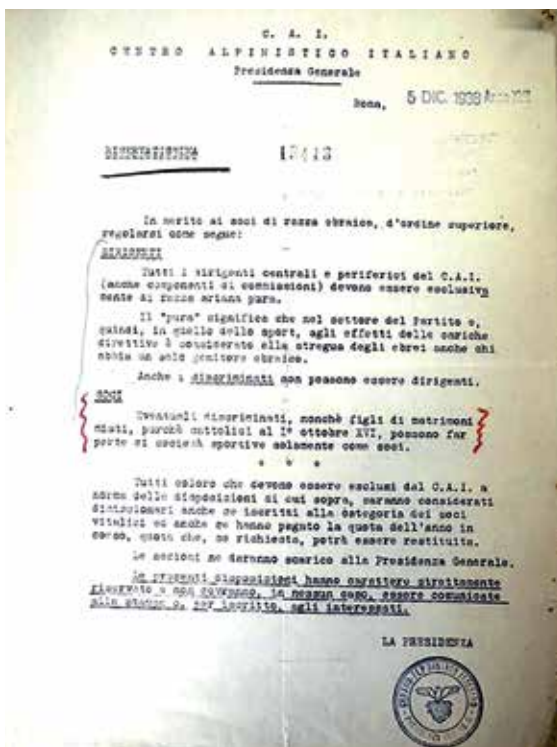 C. A. I.
CENTRO ALPINISTICO ITALIANO
Presidenza Generale
Roma, 5 DIC. 1938 Anno XVII
RISERVATISSIMA
In merito ai soci di razza ebraica, d'ordine superiore,
regolarsi come segue:
DIRIGENTI
Tutti i dirigenti centrali e periferici del C.A.I.
(anche componenti di commissioni) devono essere esclusiva
mente di razza ariana pura.
Il "pura" significa che nel settore del Partito e,
quindi, in quello dello sport, agli effetti delle cariche
direttive è considerato alla stregua degli ebrei anche chi
abbia un solo genitore ebraico.
Anche i discriminati non possono essere dirigenti.
SOCI
Eventuali discriminati, nonchè figli di matrimoni
misti, purchè cattolici al 1° ottobre XVI, possono far
parte di società sportive solamente come soci.
* * *
Tutti coloro che devono essere esclusi dal C.A.I. a
norma delle disposizioni di cui sopra, saranno considerati
dimissionari anche se iscritti alla categoria dei soci
vitalizi ed anche se hanno pagato la quota dell'anno in
corso, quota che, se richiesta, potrà essere restituita.
Le sezioni ne daranno scarico alla Presidenza Generale.
Le presenti disposizioni hanno carattere strettamente
riservato e non dovranno, in nessun caso, essere comunicate
alla stampa o, per iscritto, agli interessati.
LA PRESIDENZA